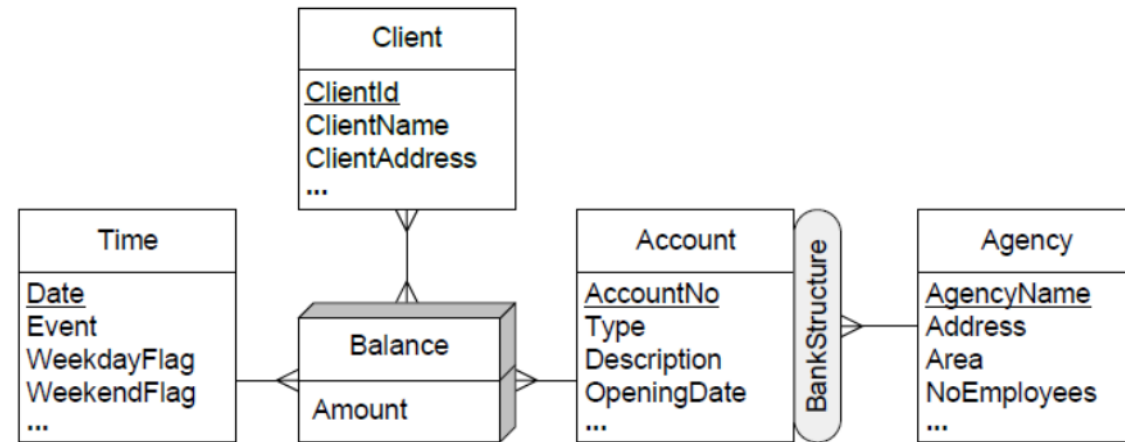 Client
ClientId
ClientName
ClientAddress
...
Time
Date
Event
WeekdayFlag
WeekendFlag
...
Balance
Amount
Account
AccountNo
Type
Description
OpeningDate
...
BankStructure
Agency
AgencyName
Address
Area
NoEmployees
...